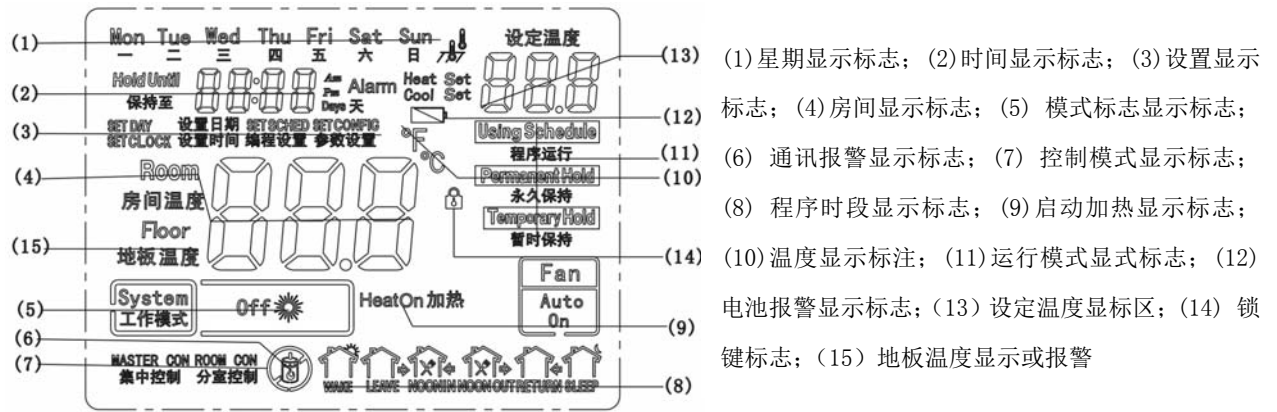 Mon Tue Wed Thu Fri Sat Sun 设定温度
一 二 三 四 五 六 日
(1)
Hold Until 88:88 Am Alarm Heat Set 88.8
保持至 Pm Cool Set
Days 天
(13)
(2)
(12)
SET DAY 设置日期 SET SCHED SET CONFIG
SET CLOCK 设置时间 编程设置 参数设置
(3)
°F
°C
Using Schedule
程序运行
(11)
Room 88.8
房间温度
(4)
Permanent Hold
永久保持
(10)
Floor
地板温度
(15)
Temporary Hold
暂时保持
(14)
System Off
工作模式
(5)
HeatOn 加热
Fan
Auto
On
(9)
(6)
(7)
MASTER CON ROOM CON
集中控制 分室控制
WAKE LEAVE NOONIN NOON OUT RETURN SLEEP
(8)
(1)星期显示标志；(2)时间显示标志；(3)设置显示
标志；(4)房间显示标志；(5) 模式标志显示标志；
(6) 通讯报警显示标志；(7) 控制模式显示标志；
(8) 程序时段显示标志；(9)启动加热显示标志；
(10)温度显示标注；(11)运行模式显式标志；(12)
电池报警显示标志；(13）设定温度显标区；(14) 锁
键标志；（15）地板温度显示或报警